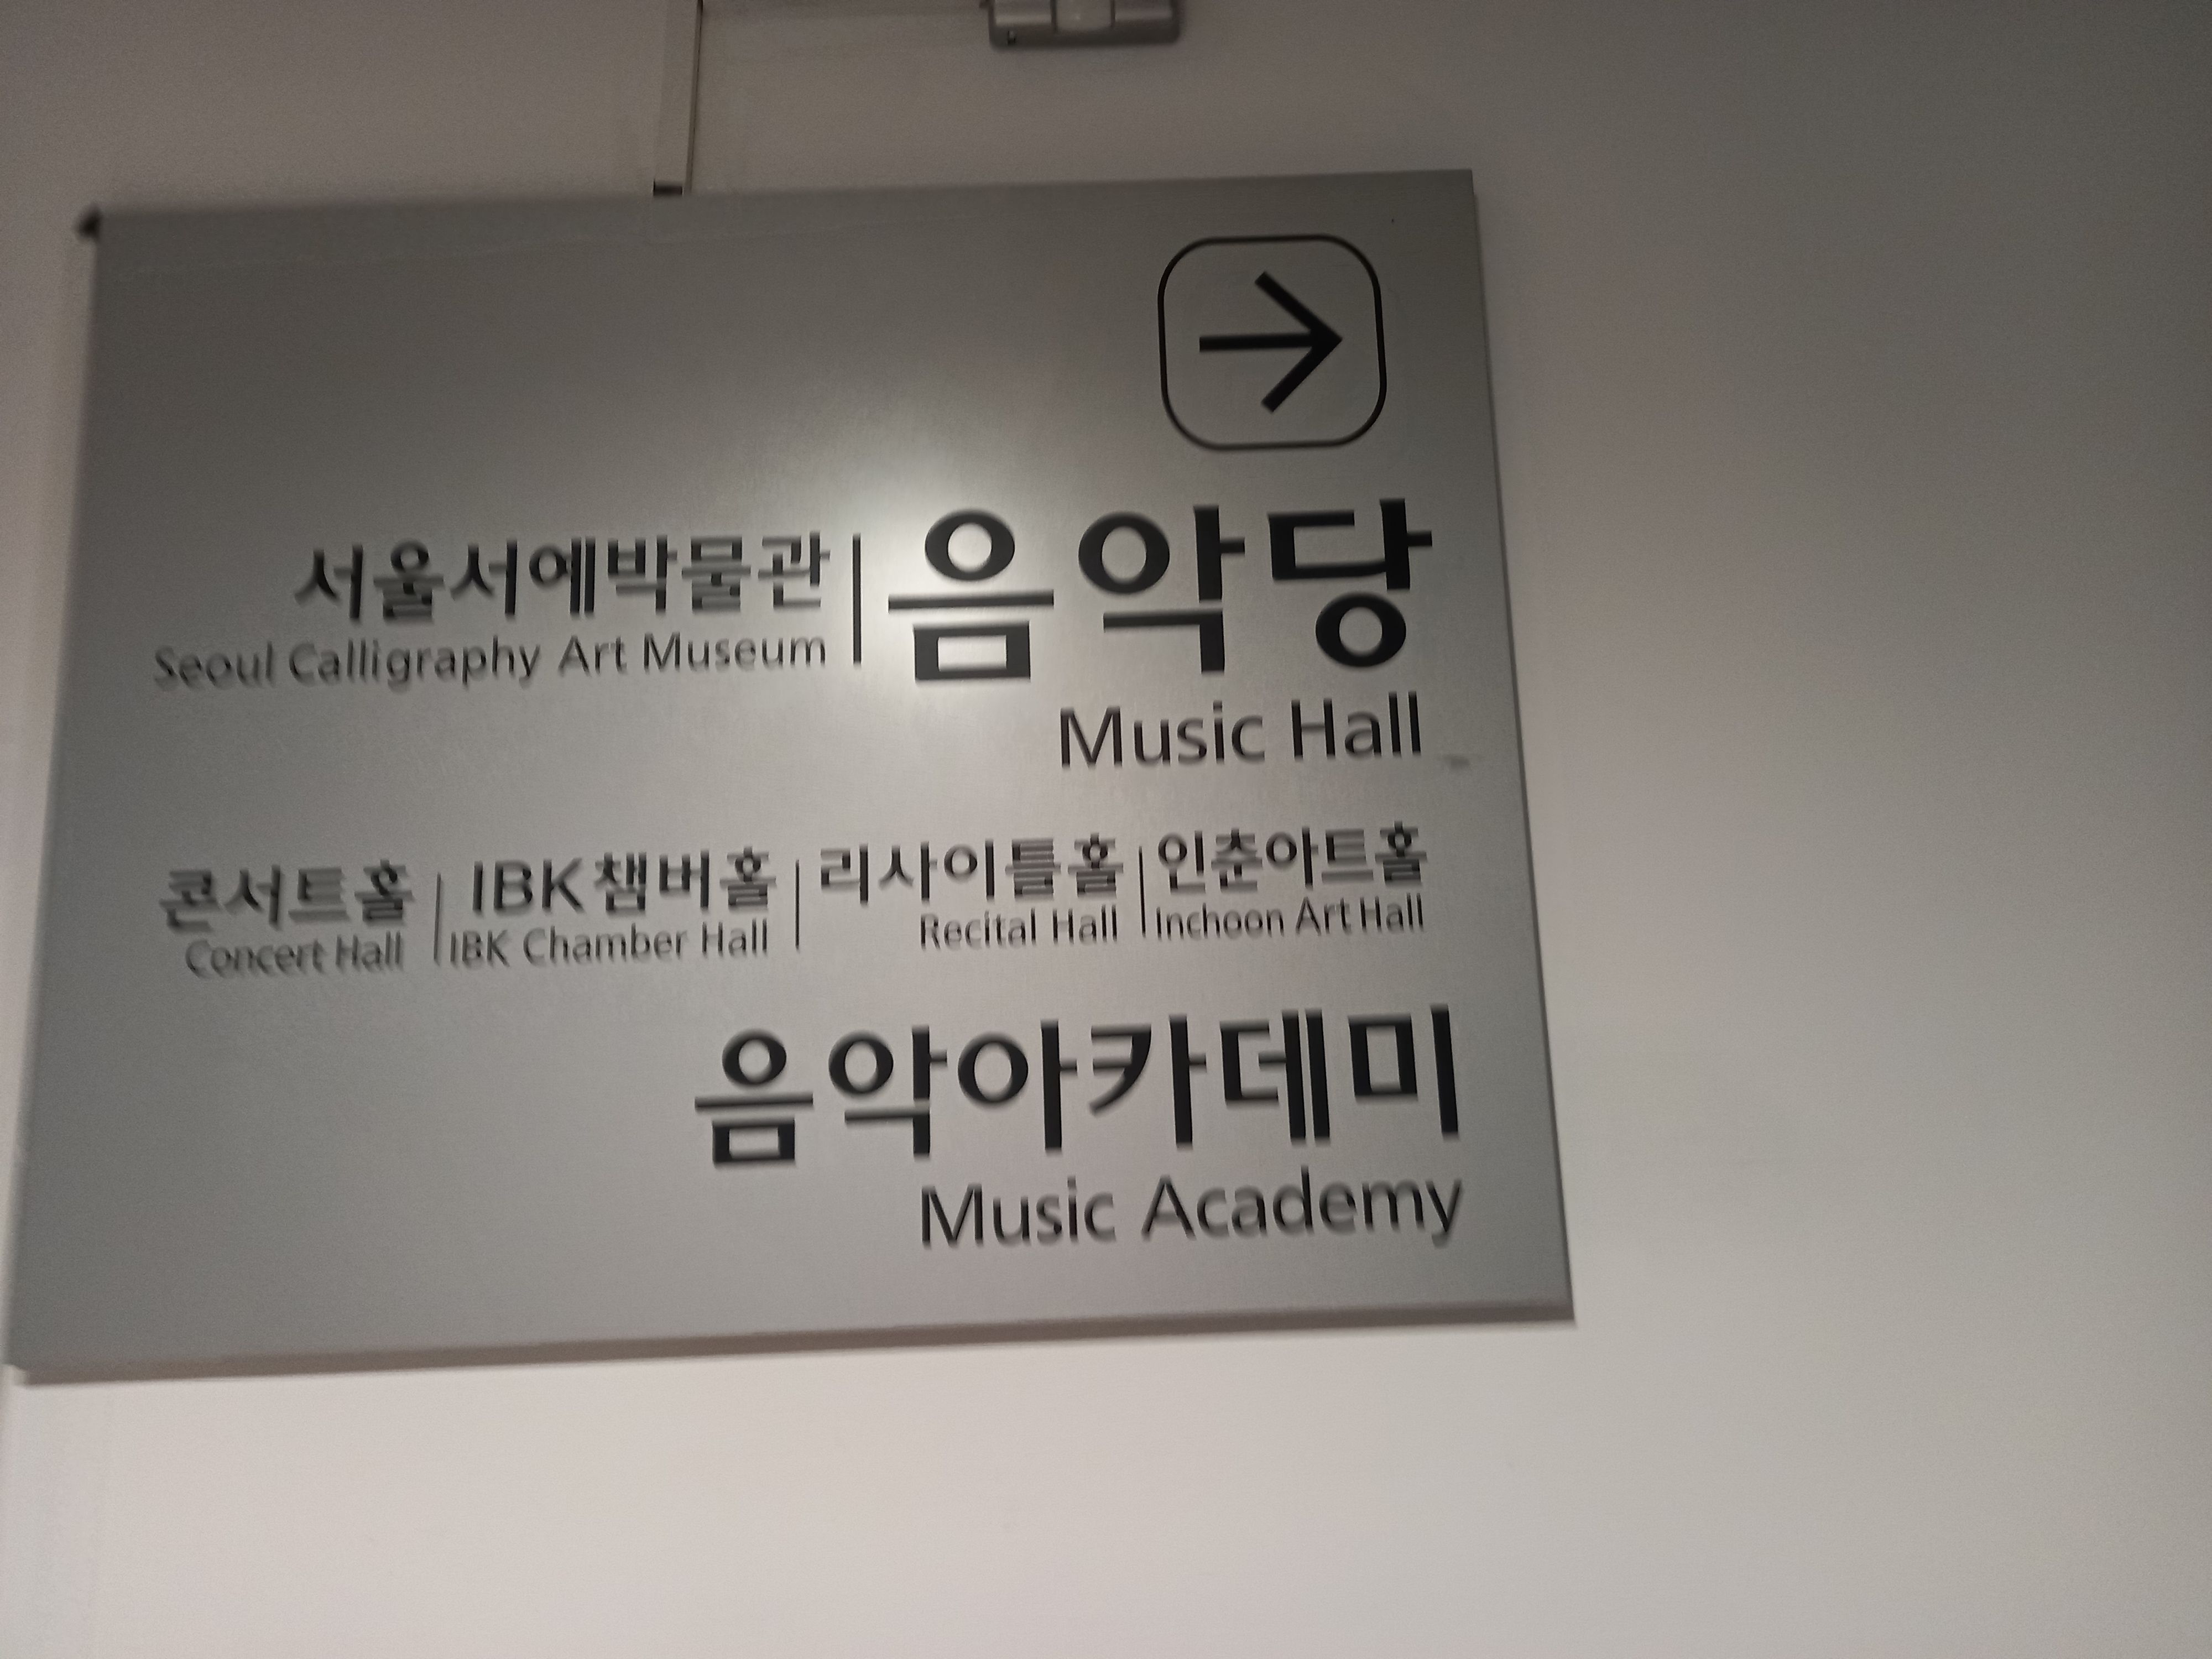 서울서예박물관 | 음악당
Seoul Calligraphy Art Museum
Music Hall
콘서트홀 | IBK챔버홀 | 리사이틀홀 | 인춘아트홀
Concert Hall | IBK Chamber Hall | Recital Hall | Inchoon Art Hall
음악아카데미
Music Academy